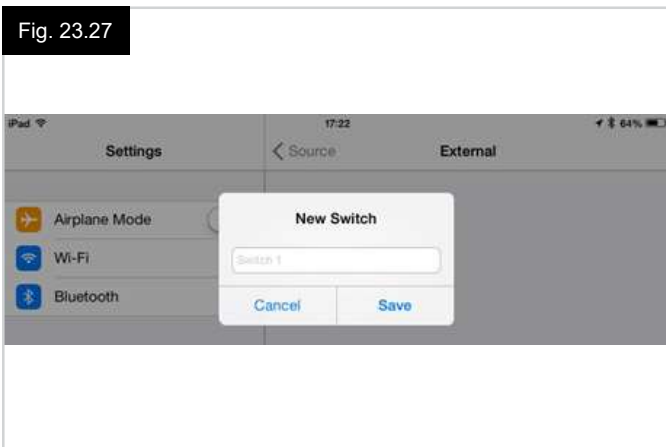 Fig. 23.27
iPad 17:22 64%
Settings Source External
New Switch
Airplane Mode
Wi-Fi
Switch 1
Bluetooth
Cancel Save